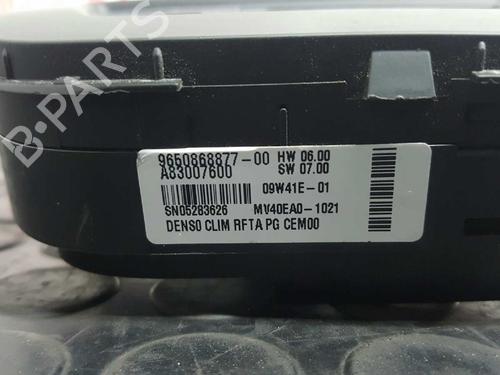 B-PARTS
9650868877-00 HW 06.00
A83007600 SW 07.00
09W41E-01
SN05283626 MV40EA0-1021
DENSO CLIM RFTA PG CEM00